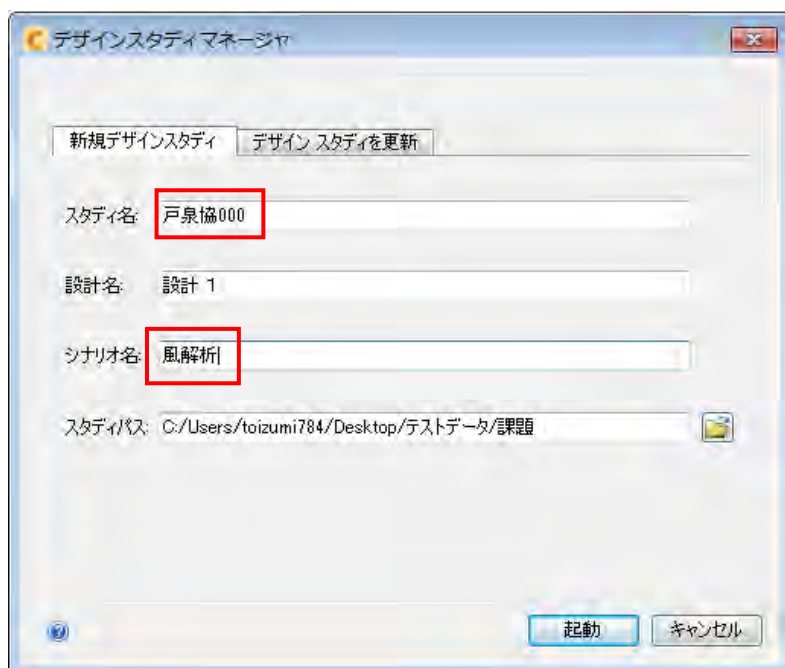 デザインスタディマネージャ
新規デザインスタディ デザイン スタディを更新
スタディ名: 戸泉協000
設計名: 設計 1
シナリオ名: 風解析
スタディパス: C:/Users/toizumi784/Desktop/テストデータ/課題
起動 キャンセル